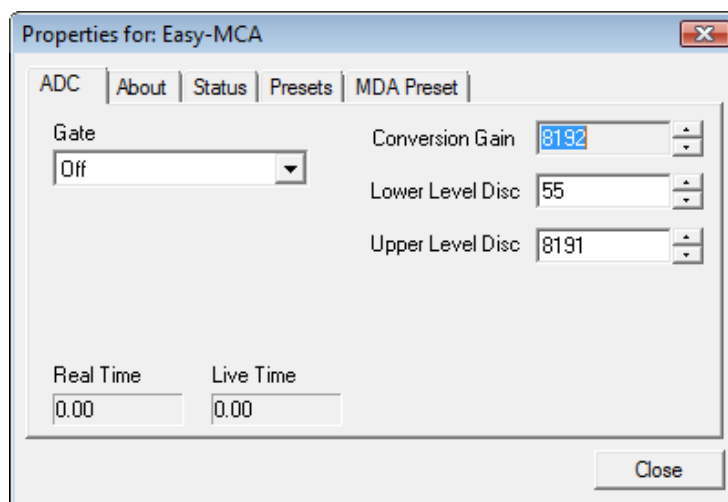 Properties for: Easy-MCA
ADC About Status Presets MDA Preset
Gate
Off
Conversion Gain 8192
Lower Level Disc 55
Upper Level Disc 8191
Real Time Live Time
0.00 0.00
Close